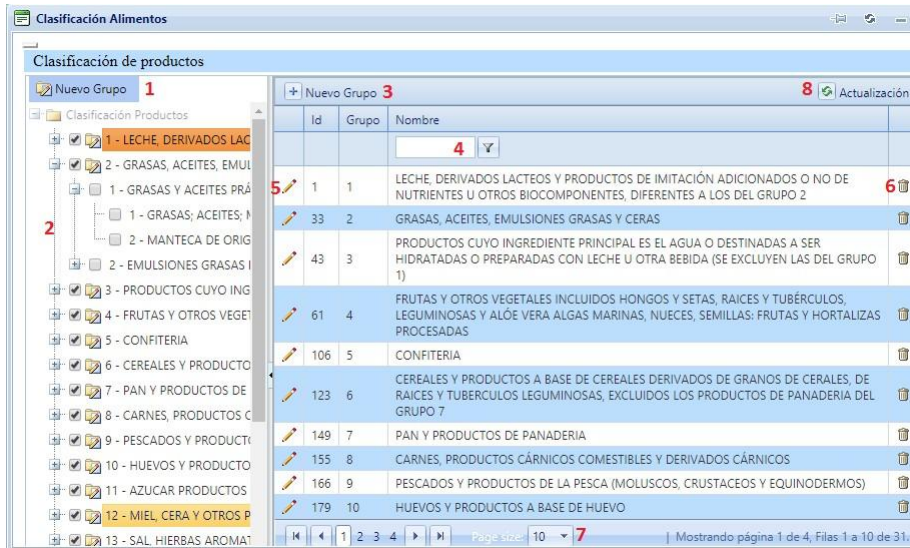 Clasificación Alimentos
Clasificación de productos
Nuevo Grupo 1
Clasificación Productos
1 - LECHE, DERIVADOS LAC
2 - GRASAS, ACEITES, EMUL
1 - GRASAS Y ACEITES PRÁ
1 - GRASAS; ACEITES; M
2
2 - MANTECA DE ORIG
2 - EMULSIONES GRASAS I
3 - PRODUCTOS CUYO ING
4 - FRUTAS Y OTROS VEGET
5 - CONFITERIA
6 - CEREALES Y PRODUCTO
7 - PAN Y PRODUCTOS DE
8 - CARNES, PRODUCTOS C
9 - PESCADOS Y PRODUCTO
10 - HUEVOS Y PRODUCTO
11 - AZUCAR PRODUCTOS
12 - MIEL, CERA Y OTROS P
13 - SAL, HIERBAS AROMAT
Nuevo Grupo 3
8 Actualización
Id Grupo Nombre
4
5 1 1 LECHE, DERIVADOS LACTEOS Y PRODUCTOS DE IMITACIÓN ADICIONADOS O NO DE 6
NUTRIENTES U OTROS BIOCOMPONENTES, DIFERENTES A LOS DEL GRUPO 2
33 2 GRASAS, ACEITES, EMULSIONES GRASAS Y CERAS
43 3 PRODUCTOS CUYO INGREDIENTE PRINCIPAL ES EL AGUA O DESTINADAS A SER
HIDRATADAS O PREPARADAS CON LECHE U OTRA BEBIDA (SE EXCLUYEN LAS DEL GRUPO
1)
61 4 FRUTAS Y OTROS VEGETALES INCLUIDOS HONGOS Y SETAS, RAICES Y TUBÉRCULOS,
LEGUMINOSAS Y ALÓE VERA ALGAS MARINAS, NUECES, SEMILLAS: FRUTAS Y HORTALIZAS
PROCESADAS
106 5 CONFITERIA
123 6 CEREALES Y PRODUCTOS A BASE DE CEREALES DERIVADOS DE GRANOS DE CERALES, DE
RAICES Y TUBERCULOS LEGUMINOSAS, EXCLUIDOS LOS PRODUCTOS DE PANADERIA DEL
GRUPO 7
149 7 PAN Y PRODUCTOS DE PANADERIA
155 8 CARNES, PRODUCTOS CÁRNICOS COMESTIBLES Y DERIVADOS CÁRNICOS
166 9 PESCADOS Y PRODUCTOS DE LA PESCA (MOLUSCOS, CRUSTACEOS Y EQUINODERMOS)
179 10 HUEVOS Y PRODUCTOS A BASE DE HUEVO
1 2 3 4 Page size: 10 7 | Mostrando página 1 de 4, Filas 1 a 10 de 31.